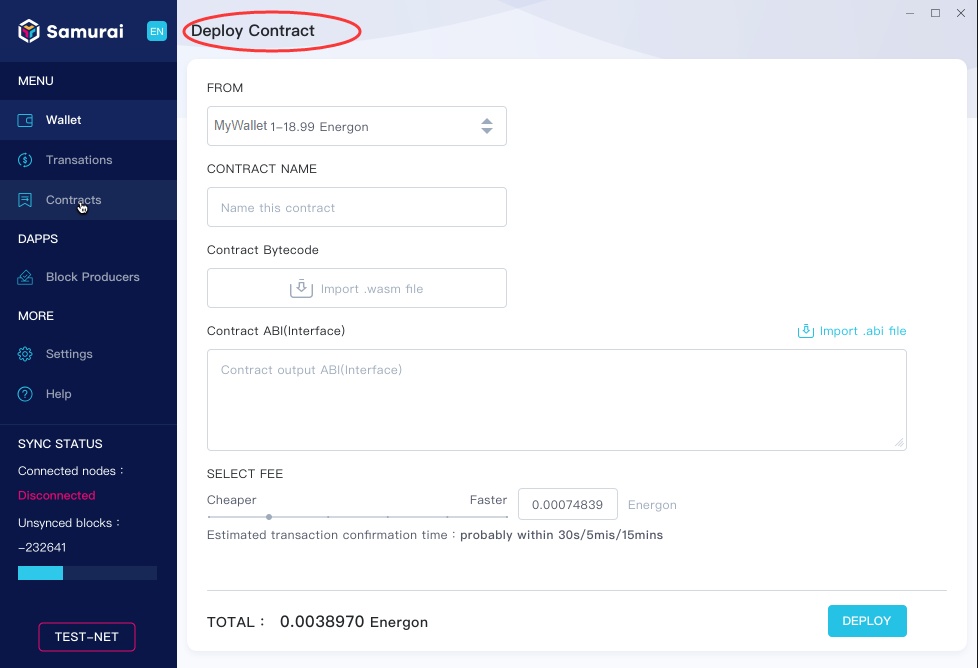 Samurai
EN
MENU
Wallet
Transations
Contracts
DAPPS
Block Producers
MORE
Settings
Help
SYNC STATUS
Connected nodes :
Disconnected
Unsynced blocks :
-232641
TEST-NET
Deploy Contract
FROM
MyWallet 1-18.99 Energon
CONTRACT NAME
Name this contract
Contract Bytecode
Import .wasm file
Contract ABI(Interface)
Import .abi file
Contract output ABI(Interface)
SELECT FEE
Cheaper
Faster
0.00074839
Energon
Estimated transaction confirmation time : probably within 30s/5mis/15mins
TOTAL : 0.0038970 Energon
DEPLOY